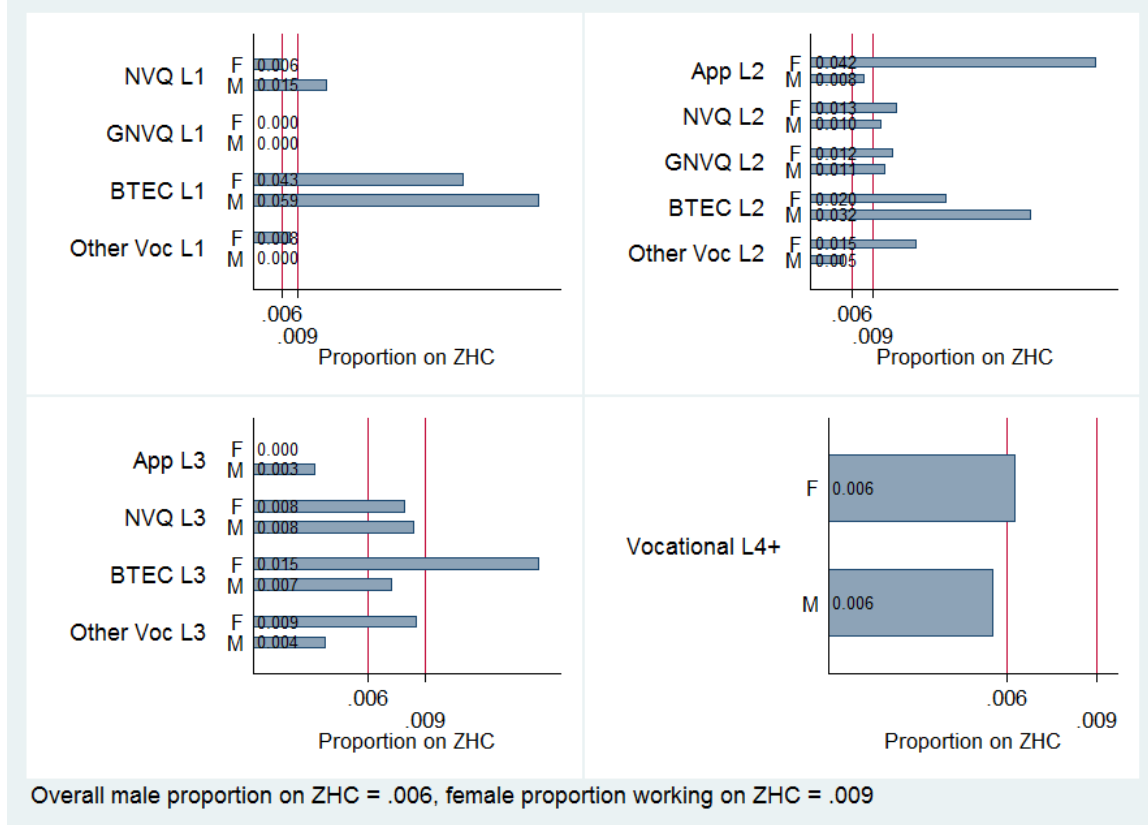 NVQ L1
F 0.006
M 0.015
GNVQ L1
F 0.000
M 0.000
BTEC L1
F 0.043
M 0.059
Other Voc L1
F 0.008
M 0.000
.006
.009
Proportion on ZHC
App L2
F 0.042
M 0.008
NVQ L2
F 0.013
M 0.010
GNVQ L2
F 0.012
M 0.011
BTEC L2
F 0.020
M 0.032
Other Voc L2
F 0.015
M 0.005
.006
.009
Proportion on ZHC
App L3
F 0.000
M 0.003
NVQ L3
F 0.008
M 0.008
BTEC L3
F 0.015
M 0.007
Other Voc L3
F 0.009
M 0.004
.006
.009
Proportion on ZHC
Vocational L4+
F 0.006
M 0.006
.006
.009
Proportion on ZHC
Overall male proportion on ZHC = .006, female proportion working on ZHC = .009